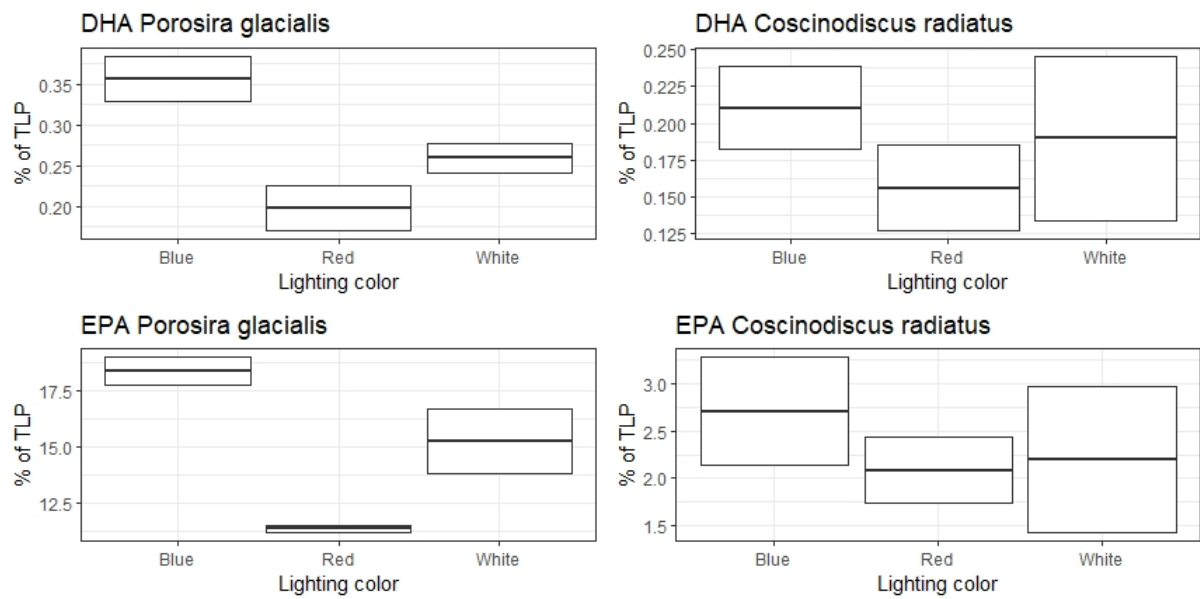 DHA Porosira glacialis
% of TLP
0.35
0.30
0.25
0.20
Blue Red White
Lighting color
DHA Coscinodiscus radiatus
% of TLP
0.250
0.225
0.200
0.175
0.150
0.125
Blue Red White
Lighting color
EPA Porosira glacialis
% of TLP
17.5
15.0
12.5
Blue Red White
Lighting color
EPA Coscinodiscus radiatus
% of TLP
3.0
2.5
2.0
1.5
Blue Red White
Lighting color